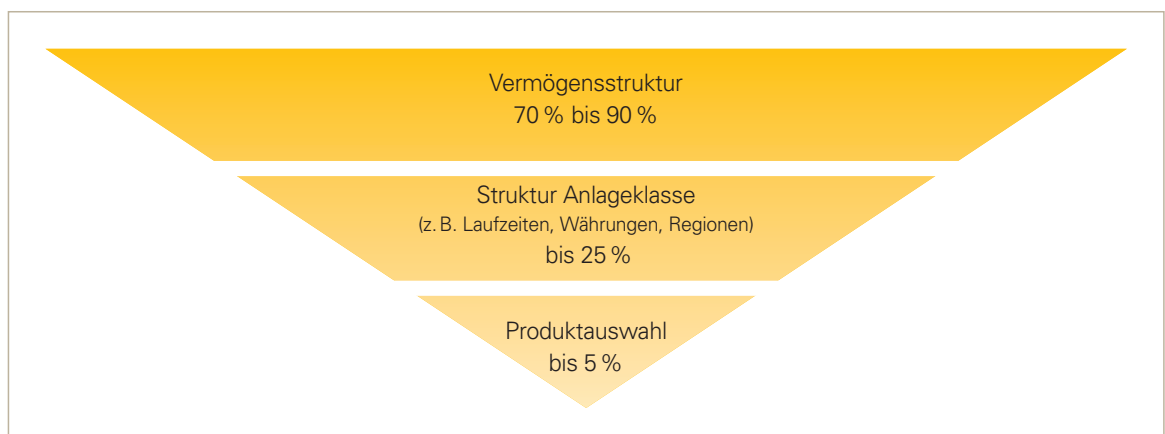 Vermögensstruktur
70 % bis 90 %
Struktur Anlageklasse
(z. B. Laufzeiten, Währungen, Regionen)
bis 25 %
Produktauswahl
bis 5 %